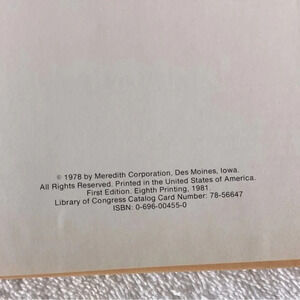 © 1978 by Meredith Corporation, Des Moines, Iowa.
All Rights Reserved. Printed in the United States of America.
First Edition. Eighth Printing, 1981.
Library of Congress Catalog Card Number: 78-56647
ISBN: 0-696-00455-0